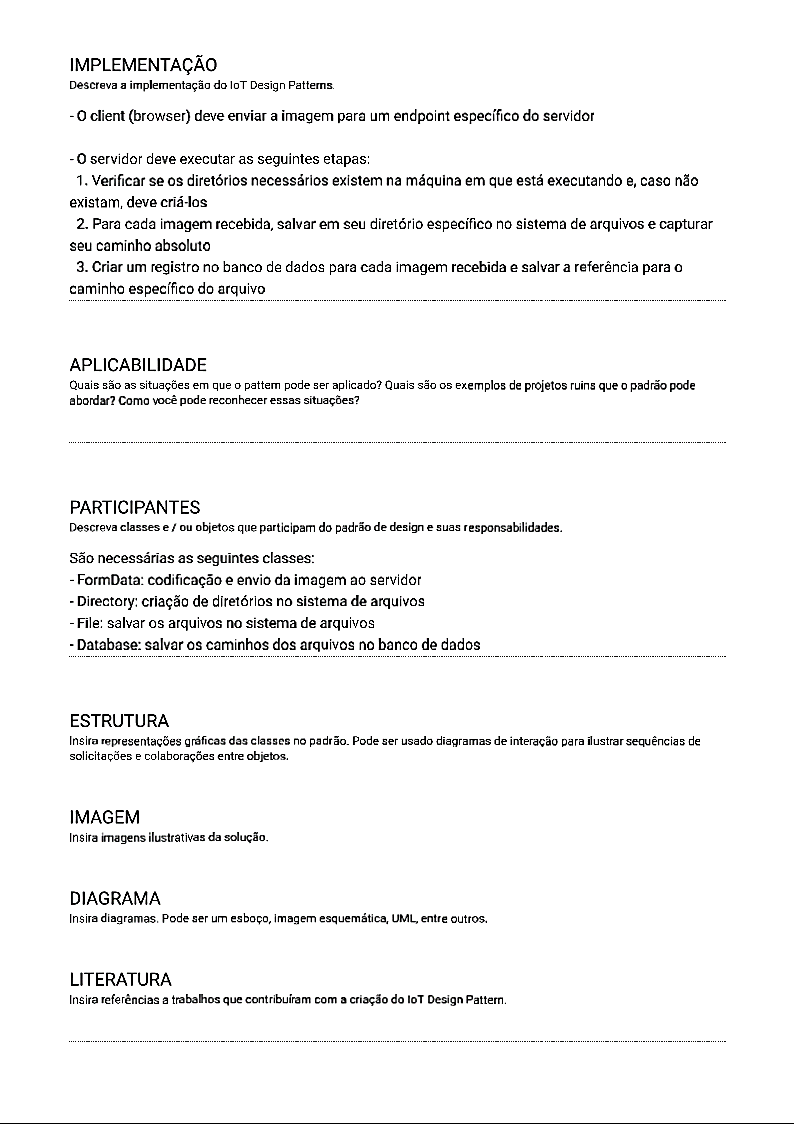 IMPLEMENTAÇÃO
Descreva a implementação do IoT Design Patterns.
- O client (browser) deve enviar a imagem para um endpoint específico do servidor
- O servidor deve executar as seguintes etapas:
1. Verificar se os diretórios necessários existem na máquina em que está executando e, caso não
existam, deve criá-los
2. Para cada imagem recebida, salvar em seu diretório específico no sistema de arquivos e capturar
seu caminho absoluto
3. Criar um registro no banco de dados para cada imagem recebida e salvar a referência para o
caminho específico do arquivo
APLICABILIDADE
Quais são as situações em que o pattern pode ser aplicado? Quais são os exemplos de projetos ruins que o padrão pode
abordar? Como você pode reconhecer essas situações?
PARTICIPANTES
Descreva classes e / ou objetos que participam do padrão de design e suas responsabilidades.
São necessárias as seguintes classes:
- FormData: codificação e envio da imagem ao servidor
- Directory: criação de diretórios no sistema de arquivos
- File: salvar os arquivos no sistema de arquivos
- Database: salvar os caminhos dos arquivos no banco de dados
ESTRUTURA
Insira representações gráficas das classes no padrão. Pode ser usado diagramas de interação para ilustrar sequências de
solicitações e colaborações entre objetos.
IMAGEM
Insira imagens ilustrativas da solução.
DIAGRAMA
Insira diagramas. Pode ser um esboço, imagem esquemática, UML, entre outros.
LITERATURA
Insira referências a trabalhos que contribuíram com a criação do IoT Design Pattern.